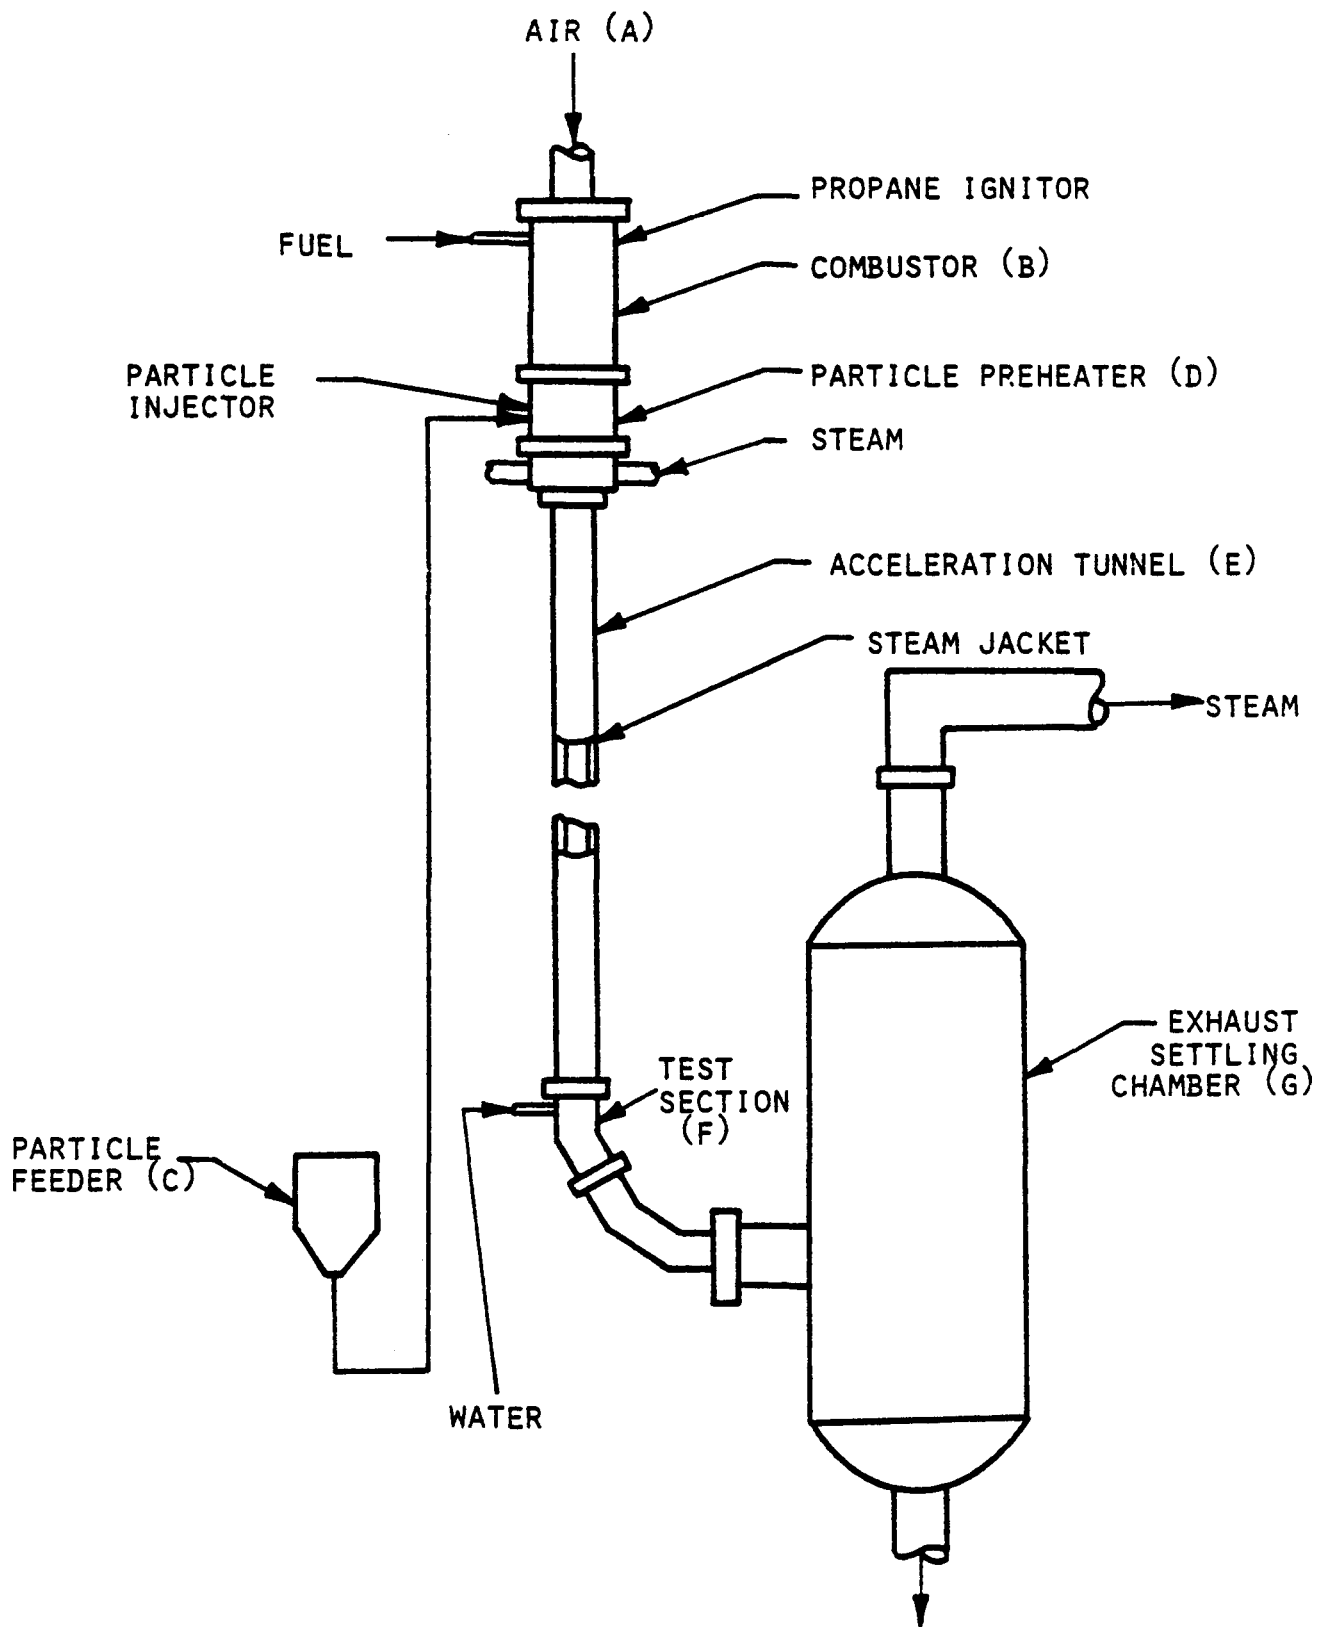 AIR (A)
PROPANE IGNITOR
FUEL
COMBUSTOR (B)
PARTICLE
INJECTOR
PARTICLE PREHEATER (D)
STEAM
ACCELERATION TUNNEL (E)
STEAM JACKET
STEAM
EXHAUST
SETTLING
CHAMBER (G)
TEST
SECTION
(F)
PARTICLE
FEEDER (C)
WATER